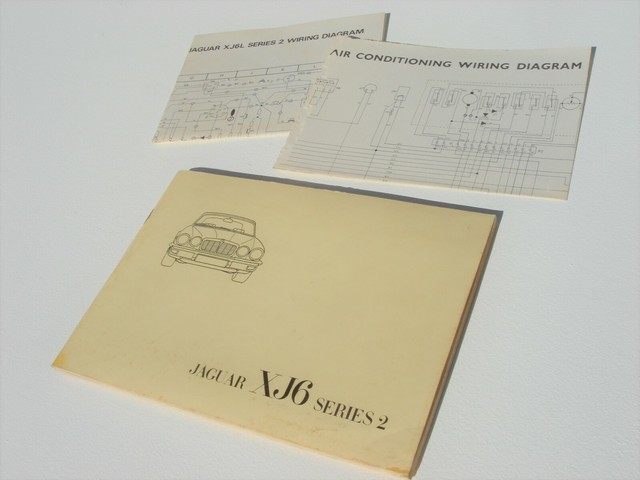 JAGUAR XJ6L SERIES 2 WIRING DIAGRAM
AIR CONDITIONING WIRING DIAGRAM
JAGUAR XJ6 SERIES 2